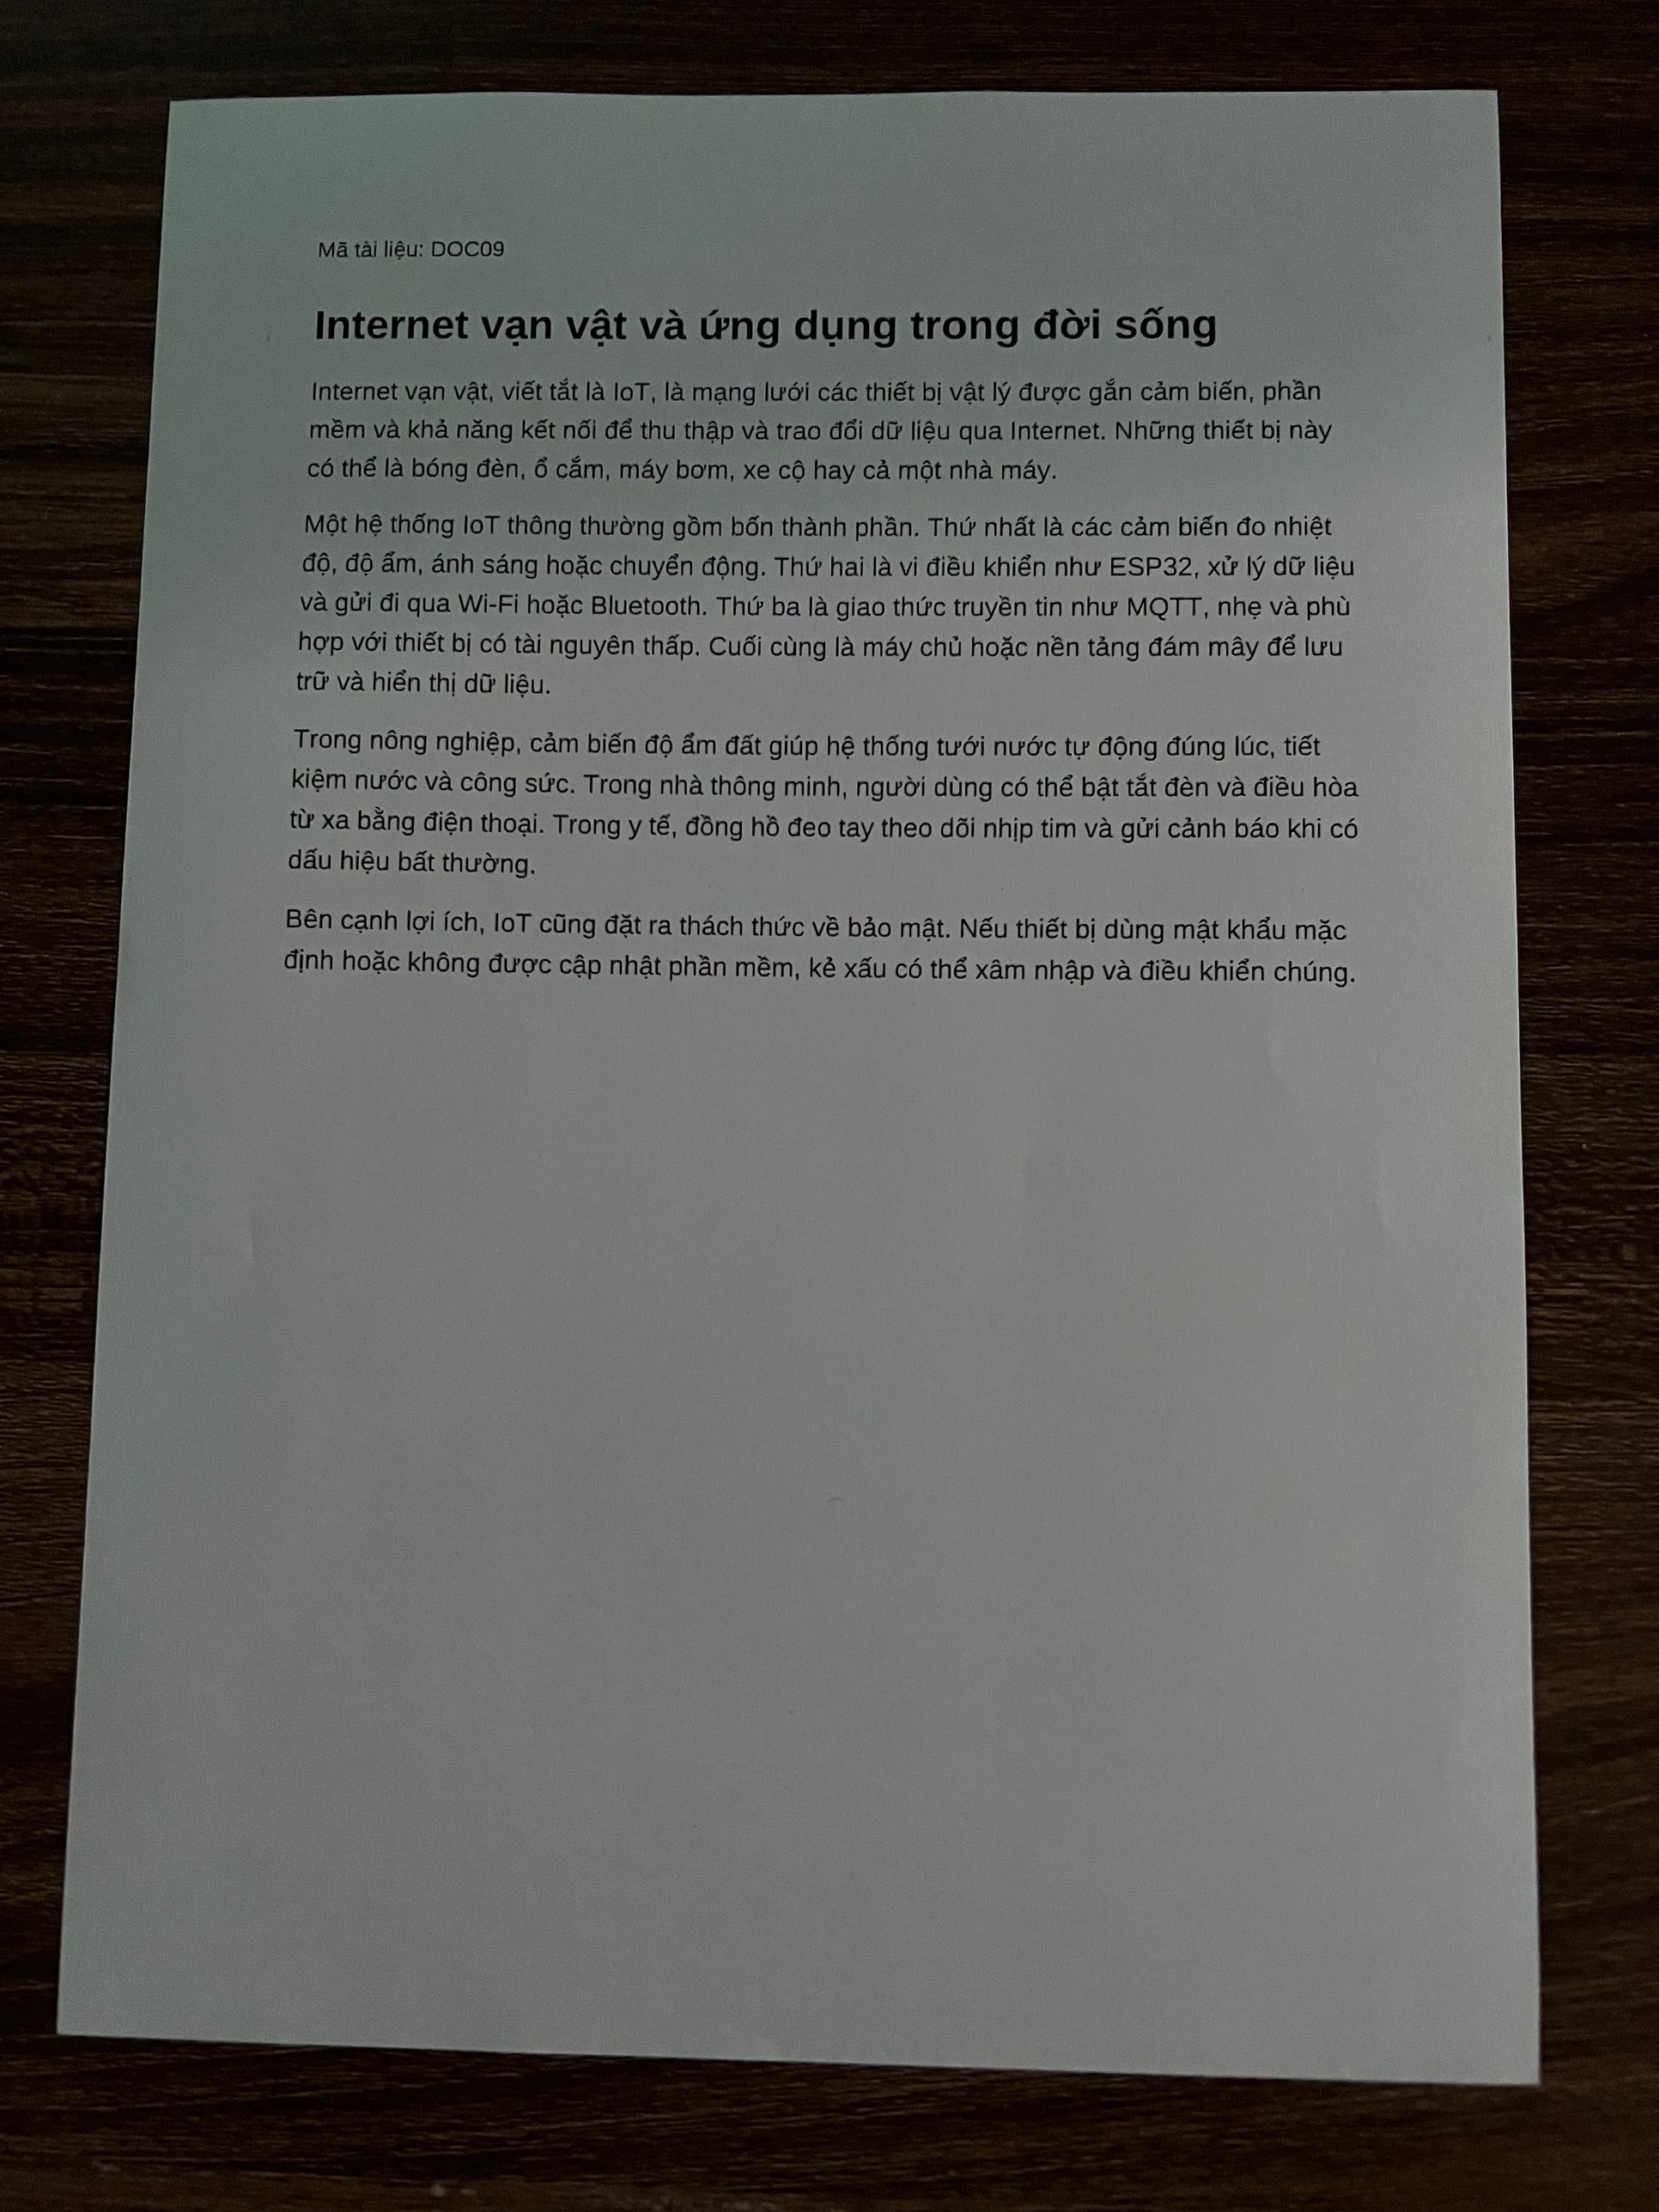 Mã tài liệu: DOC09
Internet vạn vật và ứng dụng trong đời sống
Internet vạn vật, viết tắt là IoT, là mạng lưới các thiết bị vật lý được gắn cảm biến, phần
mềm và khả năng kết nối để thu thập và trao đổi dữ liệu qua Internet. Những thiết bị này
có thể là bóng đèn, ổ cắm, máy bơm, xe cộ hay cả một nhà máy.
Một hệ thống IoT thông thường gồm bốn thành phần. Thứ nhất là các cảm biến đo nhiệt
độ, độ ẩm, ánh sáng hoặc chuyển động. Thứ hai là vi điều khiển như ESP32, xử lý dữ liệu
và gửi đi qua Wi-Fi hoặc Bluetooth. Thứ ba là giao thức truyền tin như MQTT, nhẹ và phù
hợp với thiết bị có tài nguyên thấp. Cuối cùng là máy chủ hoặc nền tảng đám mây để lưu
trữ và hiển thị dữ liệu.
Trong nông nghiệp, cảm biến độ ẩm đất giúp hệ thống tưới nước tự động đúng lúc, tiết
kiệm nước và công sức. Trong nhà thông minh, người dùng có thể bật tắt đèn và điều hòa
từ xa bằng điện thoại. Trong y tế, đồng hồ đeo tay theo dõi nhịp tim và gửi cảnh báo khi có
dấu hiệu bất thường.
Bên cạnh lợi ích, IoT cũng đặt ra thách thức về bảo mật. Nếu thiết bị dùng mật khẩu mặc
định hoặc không được cập nhật phần mềm, kẻ xấu có thể xâm nhập và điều khiển chúng.